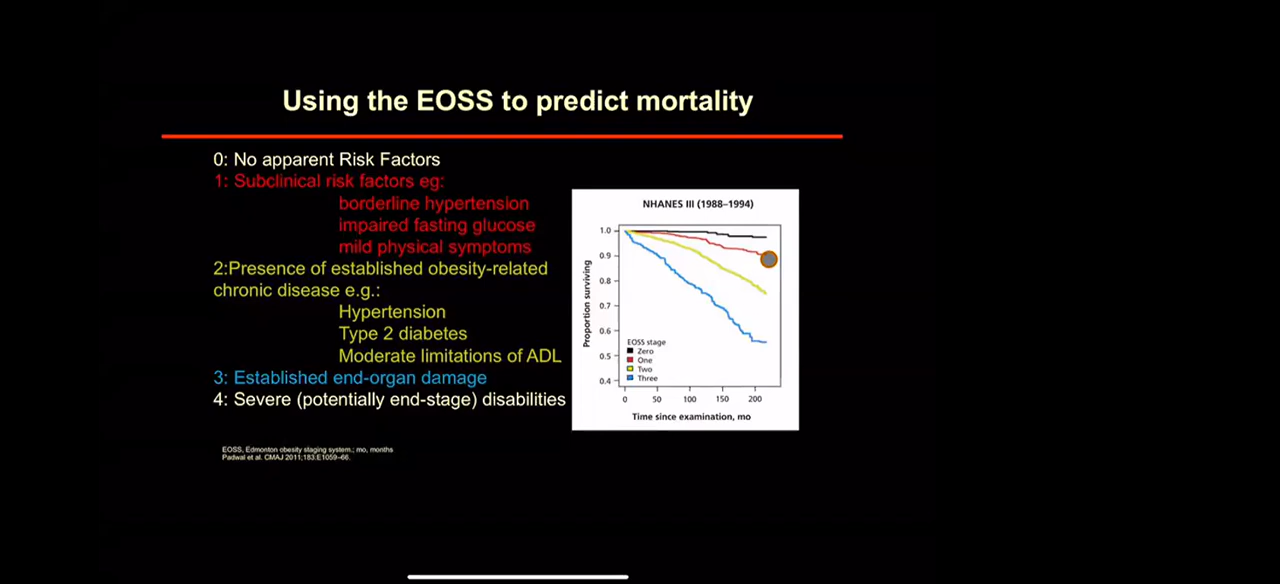 Using the EOSS to predict mortality
0: No apparent Risk Factors
1: Subclinical risk factors eg:
borderline hypertension
impaired fasting glucose
mild physical symptoms
2:Presence of established obesity-related
chronic disease e.g.:
Hypertension
Type 2 diabetes
Moderate limitations of ADL
3: Established end-organ damage
4: Severe (potentially end-stage) disabilities
NHANES III (1988–1994)
Proportion surviving
1.0
0.9
0.8
0.7
0.6
0.5
0.4
EOSS stage
Zero
One
Two
Three
0 50 100 150 200
Time since examination, mo
EOSS, Edmonton obesity staging system.; mo, months
Padwal et al. CMAJ 2011;183:E1059–66.